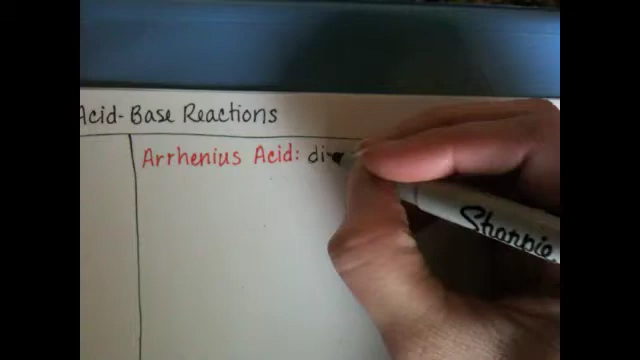 Acid-Base Reactions
Arrhenius Acid: di
Sharpie.